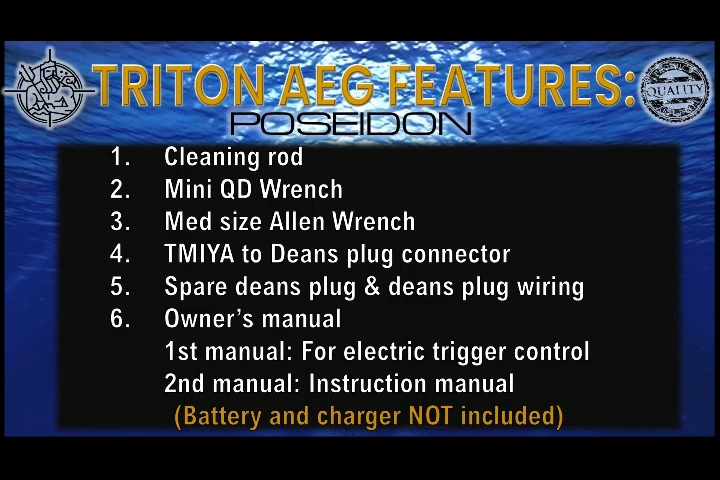 TRITON AEG FEATURES:
POSEIDON
QUALITY
1. Cleaning rod
2. Mini QD Wrench
3. Med size Allen Wrench
4. TMIYA to Deans plug connector
5. Spare deans plug & deans plug wiring
6. Owner's manual
1st manual: For electric trigger control
2nd manual: Instruction manual
(Battery and charger NOT included)